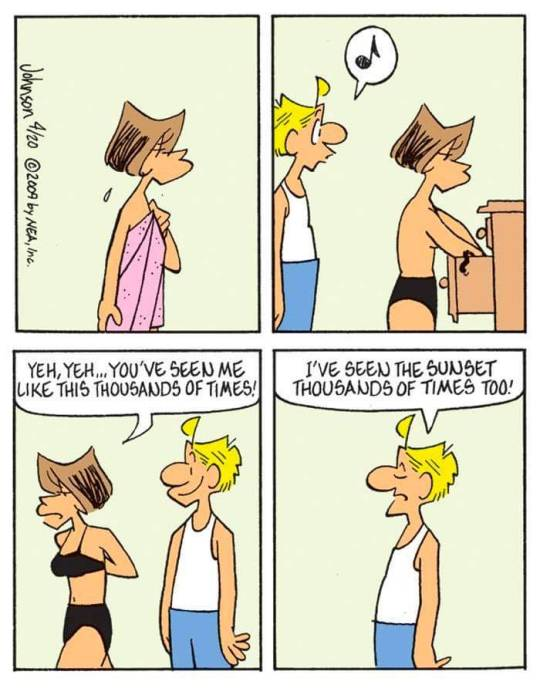 Johnson 4/20 ©2009 by NEA, Inc.
YEH, YEH... YOU'VE SEEN ME
LIKE THIS THOUSANDS OF TIMES!
I'VE SEEN THE SUNSET
THOUSANDS OF TIMES TOO!